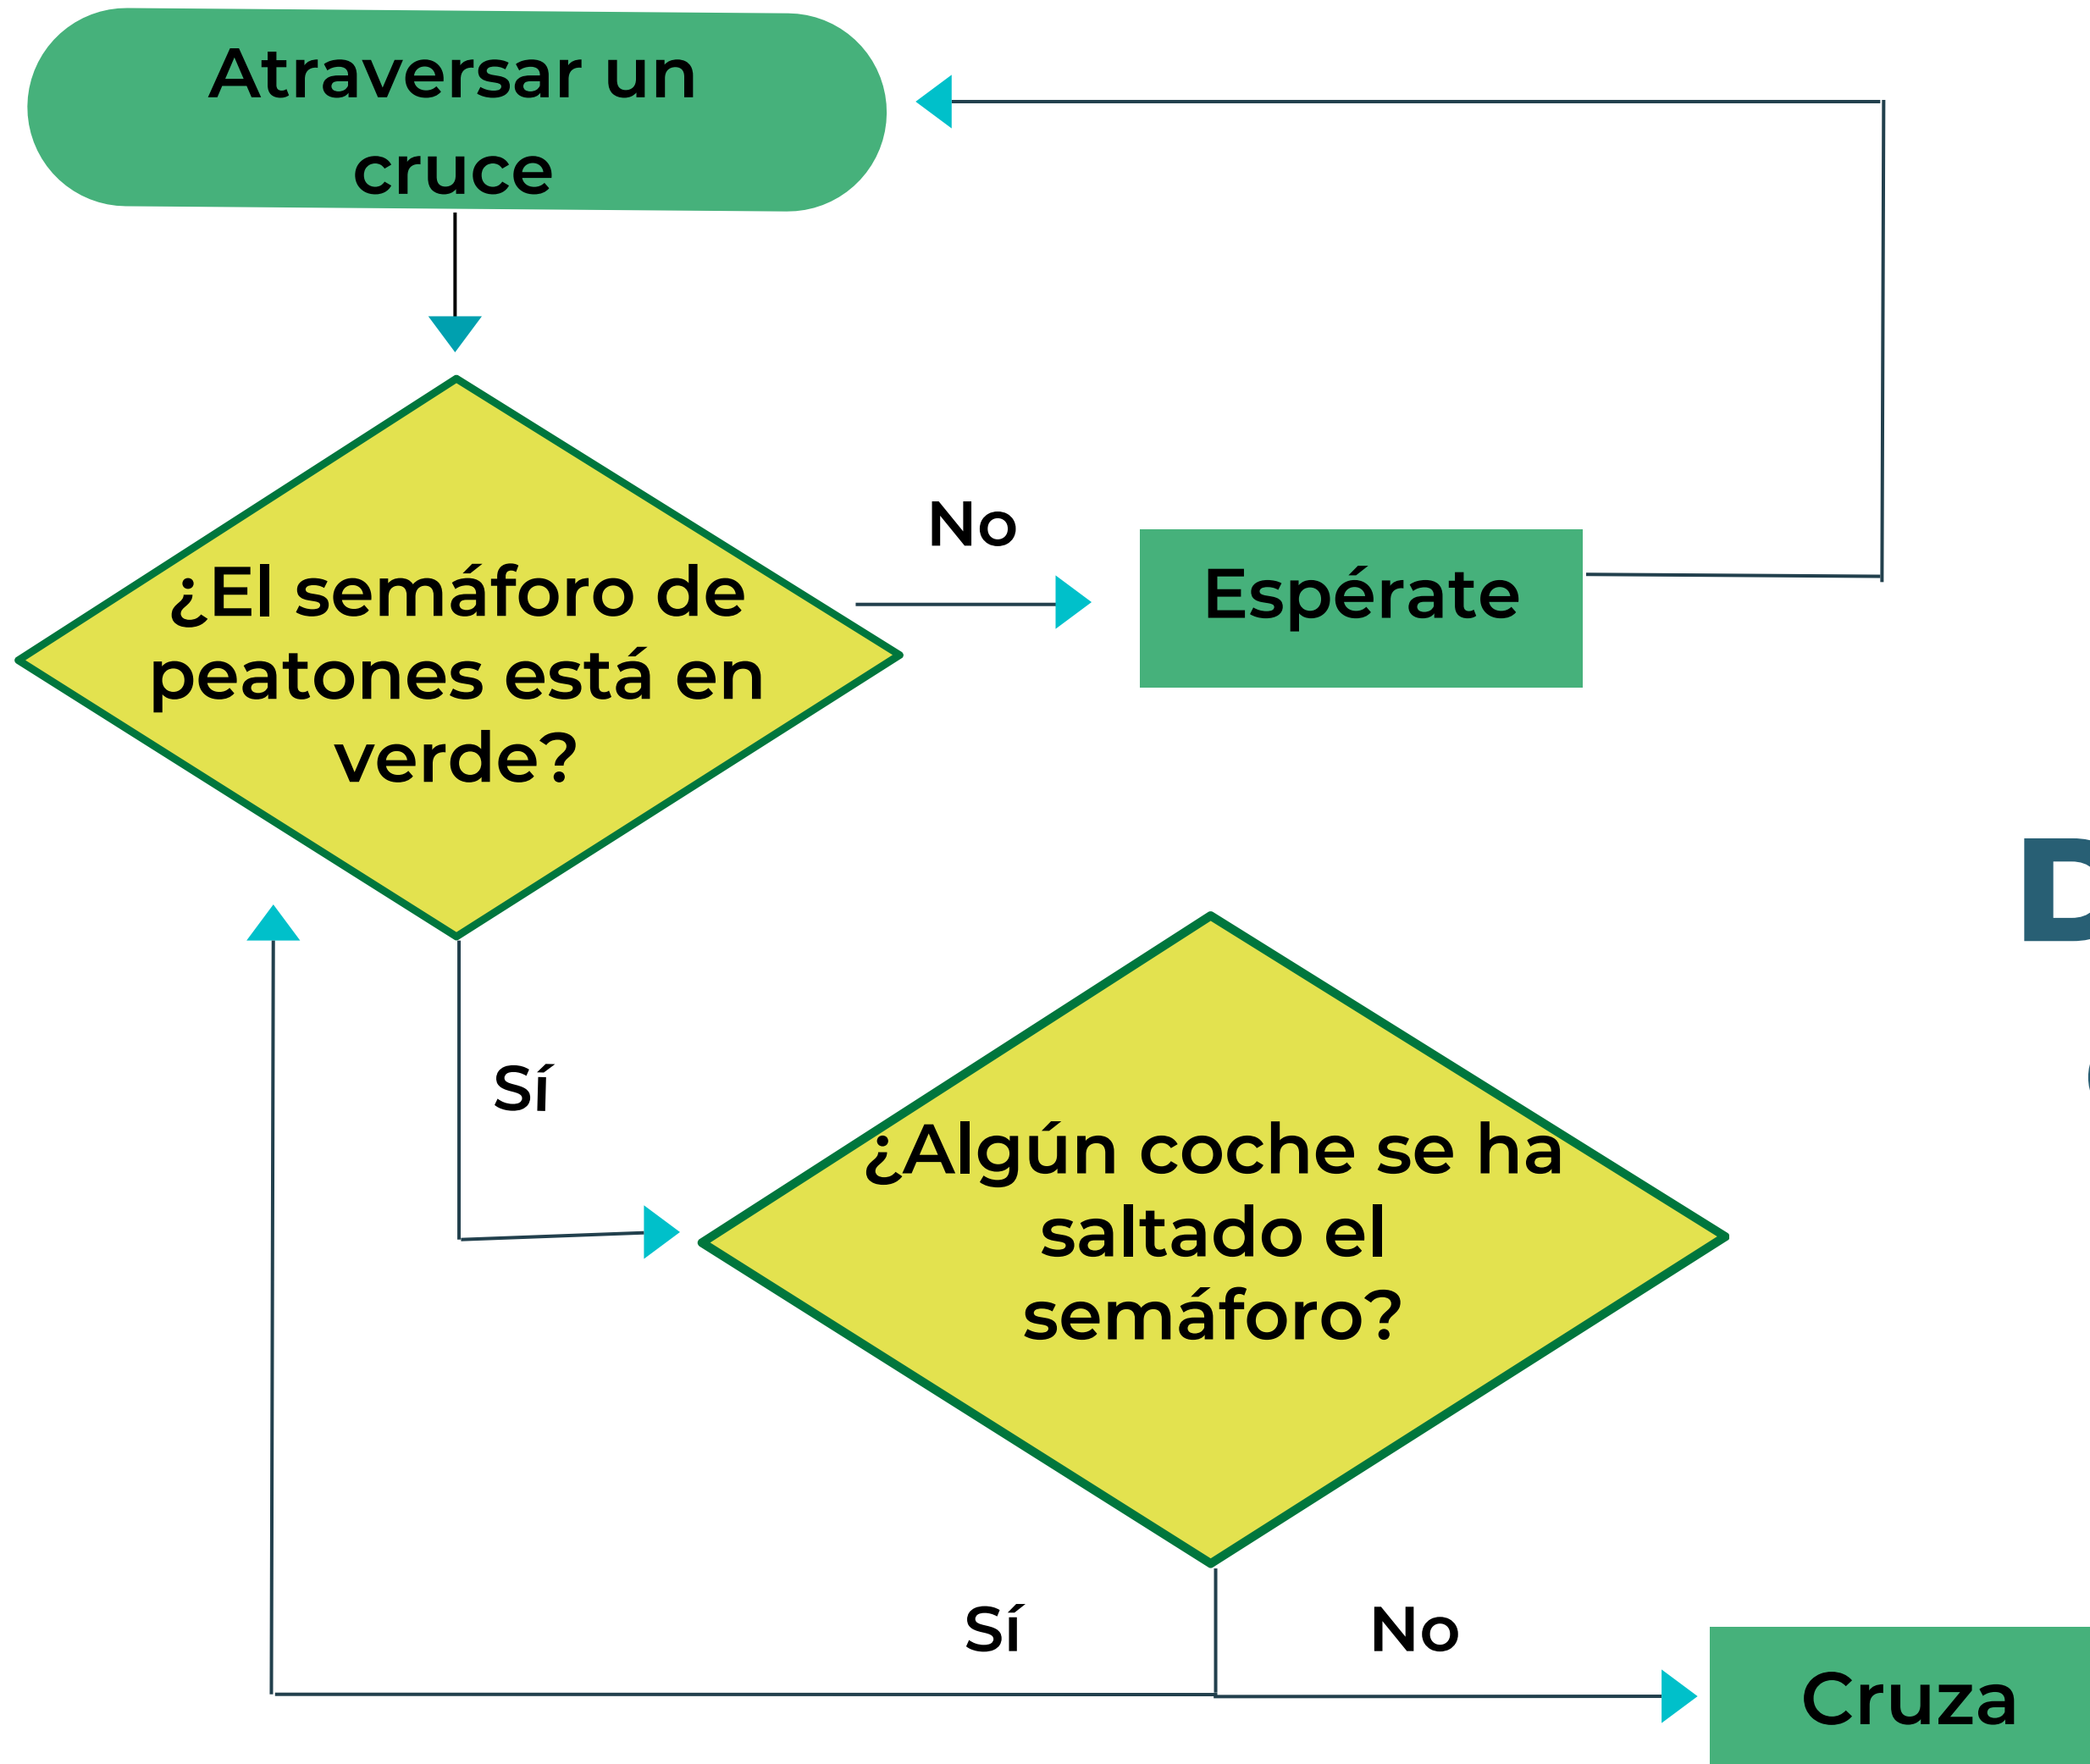 Atraversar un
cruce
No
Espérate
¿El semáforo de
peatones está en
verde?
D
Sí
¿Algún coche se ha
saltado el
semáforo?
Sí
No
Cruza